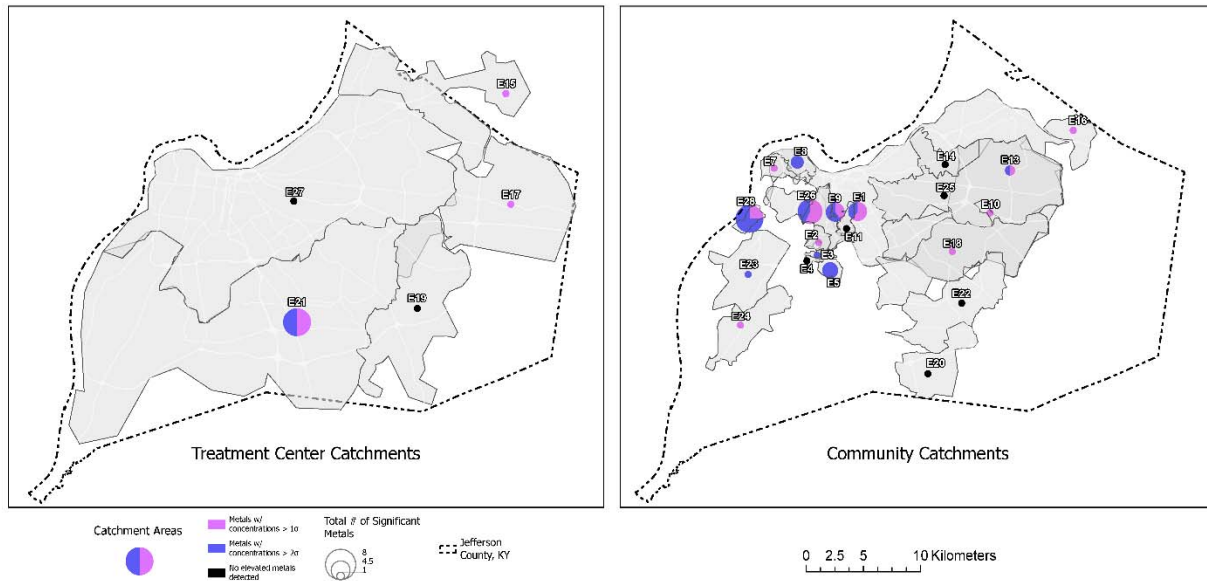 E15
E17
E27
E19
E21
Treatment Center Catchments
E16
E14
E13
E7
E8
E25
E10
E28
E26
E9
E1
E11
E2
E18
E3
E4
E5
E23
E22
E24
E20
Community Catchments
Catchment Areas
Metals w/
concentrations > 1σ
Metals w/
concentrations > 2σ
No elevated metals
detected
Total # of Significant
Metals
8
4.5
1
Jefferson
County, KY
0 2.5 5 10 Kilometers